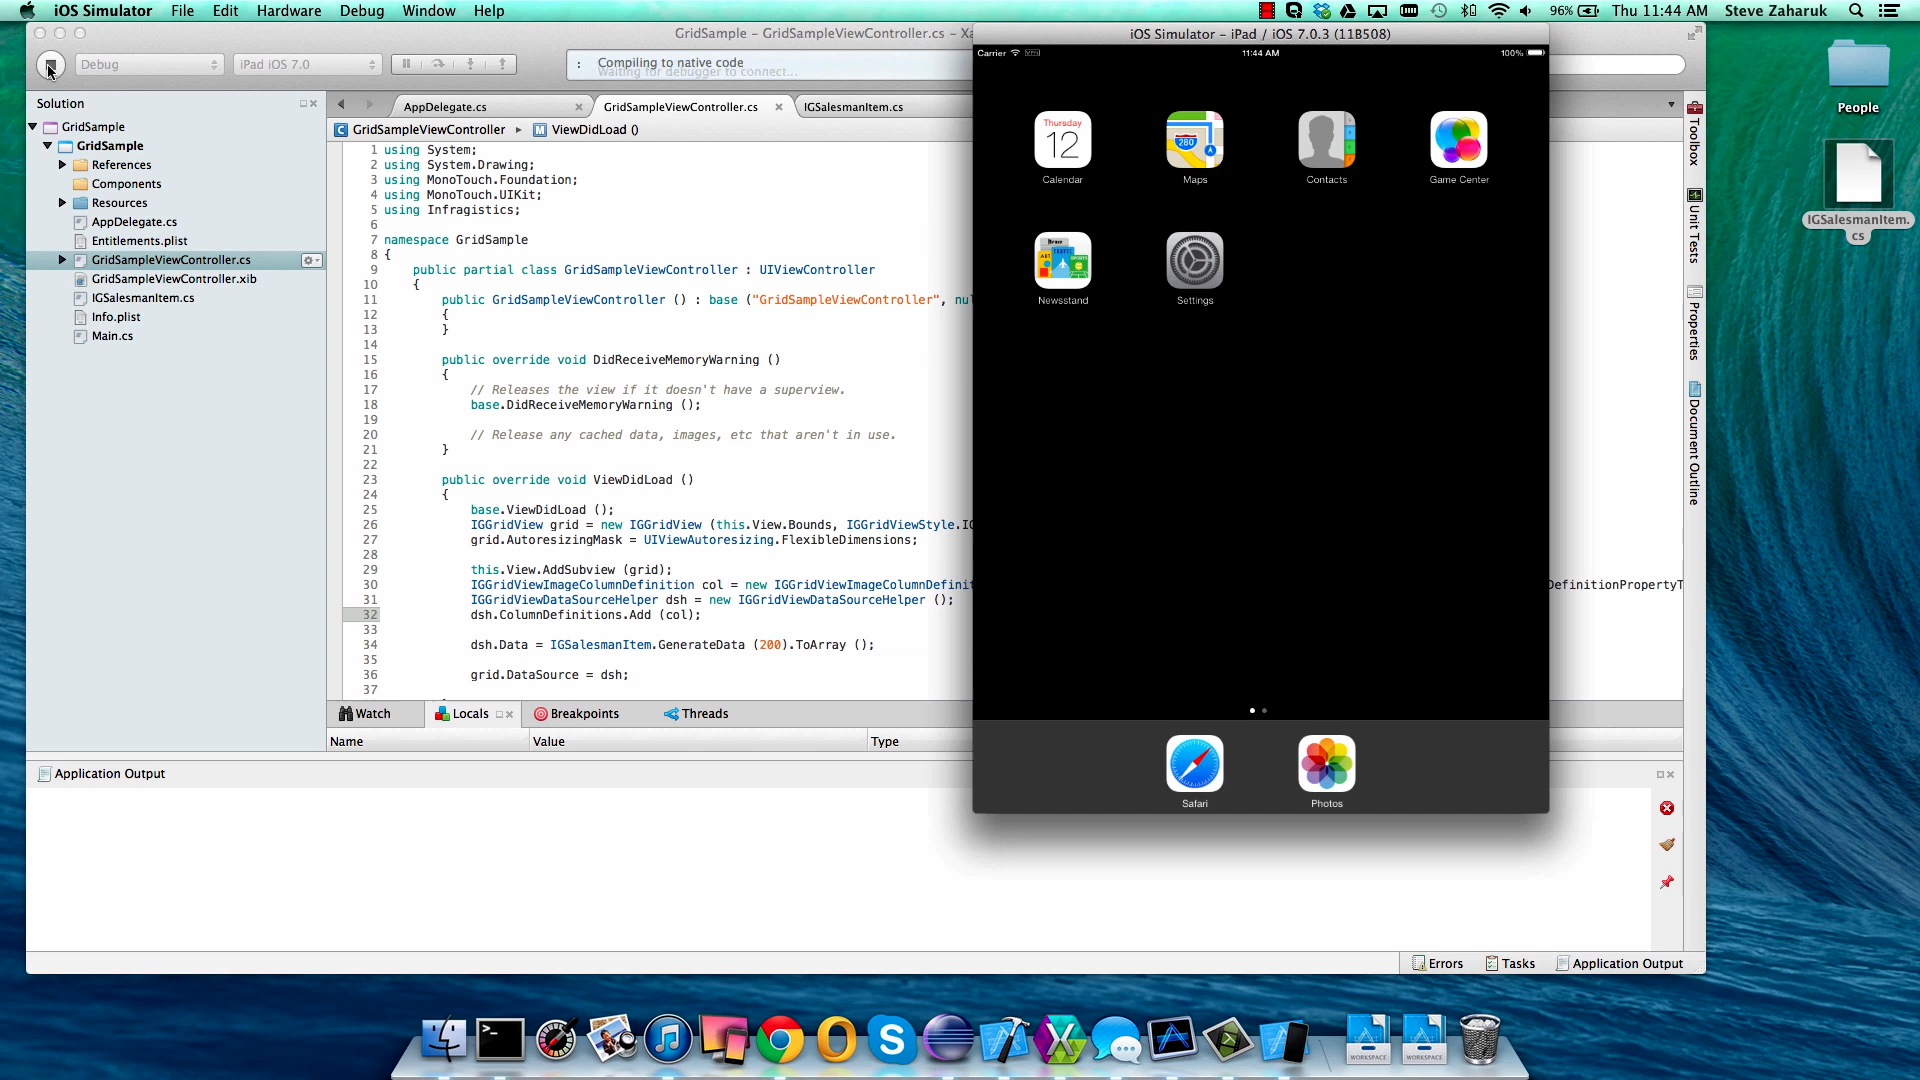 iOS Simulator File Edit Hardware Debug Window Help
96% Thu 11:44 AM Steve Zaharuk
GridSample – GridSampleViewController.cs – Xa
Debug
iPad iOS 7.0
: Compiling to native code
Waiting for debugger to connect...
Solution
GridSample
GridSample
References
Components
Resources
AppDelegate.cs
Entitlements.plist
GridSampleViewController.cs
GridSampleViewController.xib
IGSalesmanItem.cs
Info.plist
Main.cs
AppDelegate.cs
GridSampleViewController.cs
IGSalesmanItem.cs
C GridSampleViewController
M ViewDidLoad ()
1 using System;
2 using System.Drawing;
3 using MonoTouch.Foundation;
4 using MonoTouch.UIKit;
5 using Infragistics;
6
7 namespace GridSample
8 {
9 public partial class GridSampleViewController : UIViewController
10 {
11 public GridSampleViewController () : base ("GridSampleViewController", nul
12 {
13 }
14
15 public override void DidReceiveMemoryWarning ()
16 {
17 // Releases the view if it doesn't have a superview.
18 base.DidReceiveMemoryWarning ();
19
20 // Release any cached data, images, etc that aren't in use.
21 }
22
23 public override void ViewDidLoad ()
24 {
25 base.ViewDidLoad ();
26 IGGridView grid = new IGGridView (this.View.Bounds, IGGridViewStyle.IG
27 grid.AutoresizingMask = UIViewAutoresizing.FlexibleDimensions;
28
29 this.View.AddSubview (grid);
30 IGGridViewImageColumnDefinition col = new IGGridViewImageColumnDefinit
DefinitionPropertyT
31 IGGridViewDataSourceHelper dsh = new IGGridViewDataSourceHelper ();
32 dsh.ColumnDefinitions.Add (col);
33
34 dsh.Data = IGSalesmanItem.GenerateData (200).ToArray ();
35
36 grid.DataSource = dsh;
37
Watch
Locals
Breakpoints
Threads
Name
Value
Type
Application Output
Errors
Tasks
Application Output
Toolbox
Unit Tests
Properties
Document Outline
iOS Simulator – iPad / iOS 7.0.3 (11B508)
Carrier VPN 11:44 AM 100%
Thursday
12
Calendar
280
Maps
Contacts
Game Center
Newsstand
Settings
Safari
Photos
People
IGSalesmanItem.
cs
WORKSPACE
WORKSPACE